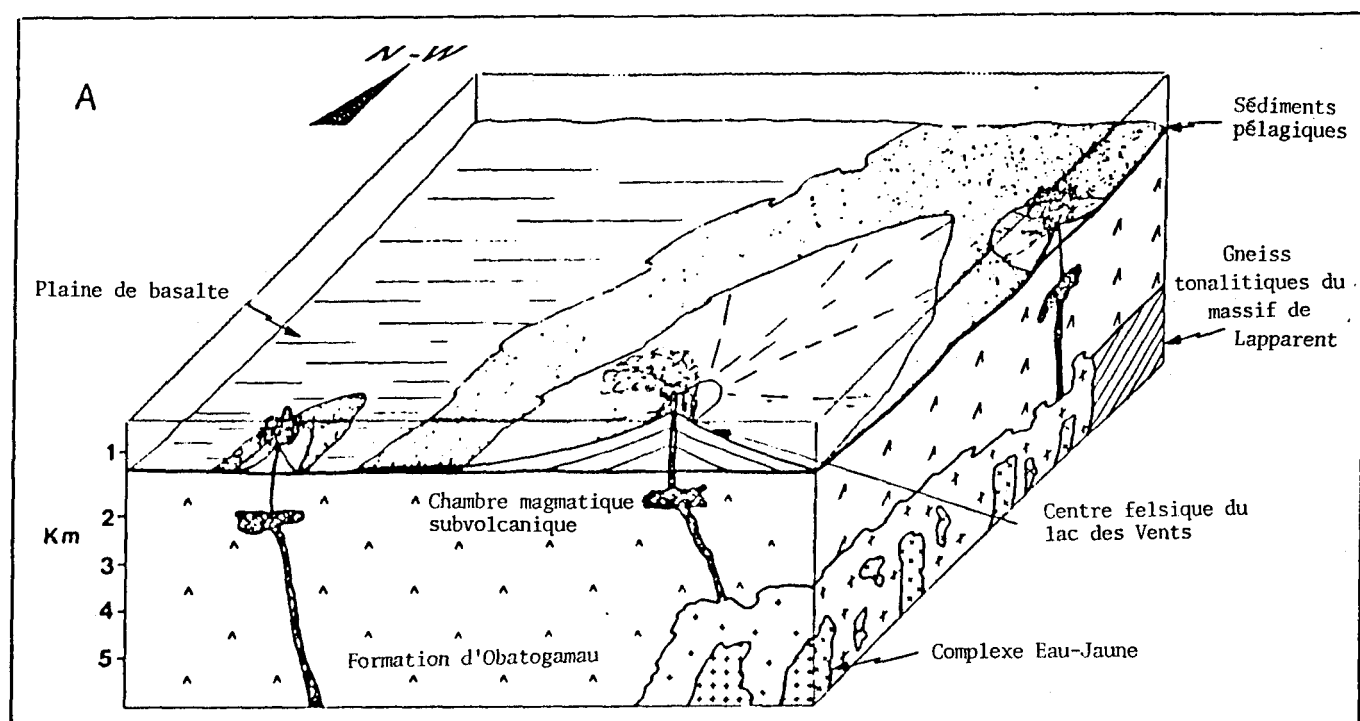 N-W
A
Sédiments
pélagiques
Gneiss
tonalitiques du
massif de
Lapparent
Plaine de basalte
1
Chambre magmatique
subvolcanique
2
Km
Centre felsique du
lac des Vents
3
4
Formation d'Obatogamau
Complexe Eau-Jaune
5